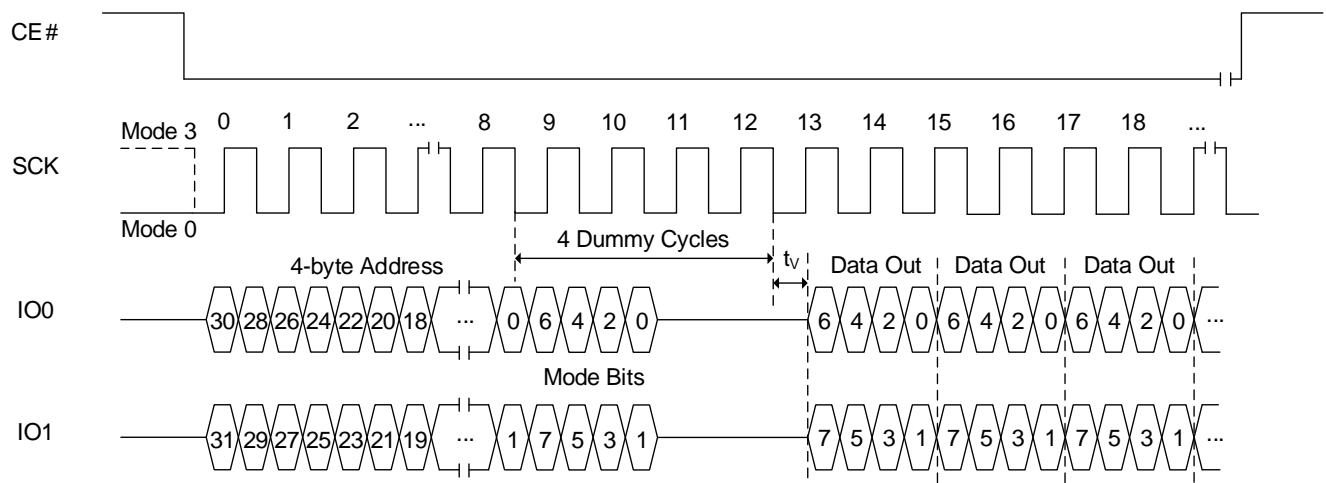 CE#
0 1 2 ... 8 9 10 11 12 13 14 15 16 17 18 ...
Mode 3
SCK
Mode 0
4 Dummy Cycles
4-byte Address tV Data Out Data Out Data Out
IO0 30 28 26 24 22 20 18 ... 0 6 4 2 0 6 4 2 0 6 4 2 0 6 4 2 0 ...
Mode Bits
IO1 31 29 27 25 23 21 19 ... 1 7 5 3 1 7 5 3 1 7 5 3 1 7 5 3 1 ...